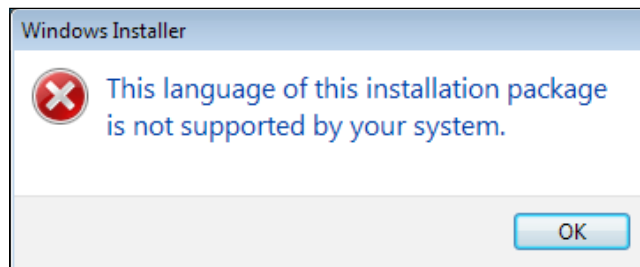 Windows Installer
This language of this installation package
is not supported by your system.
OK